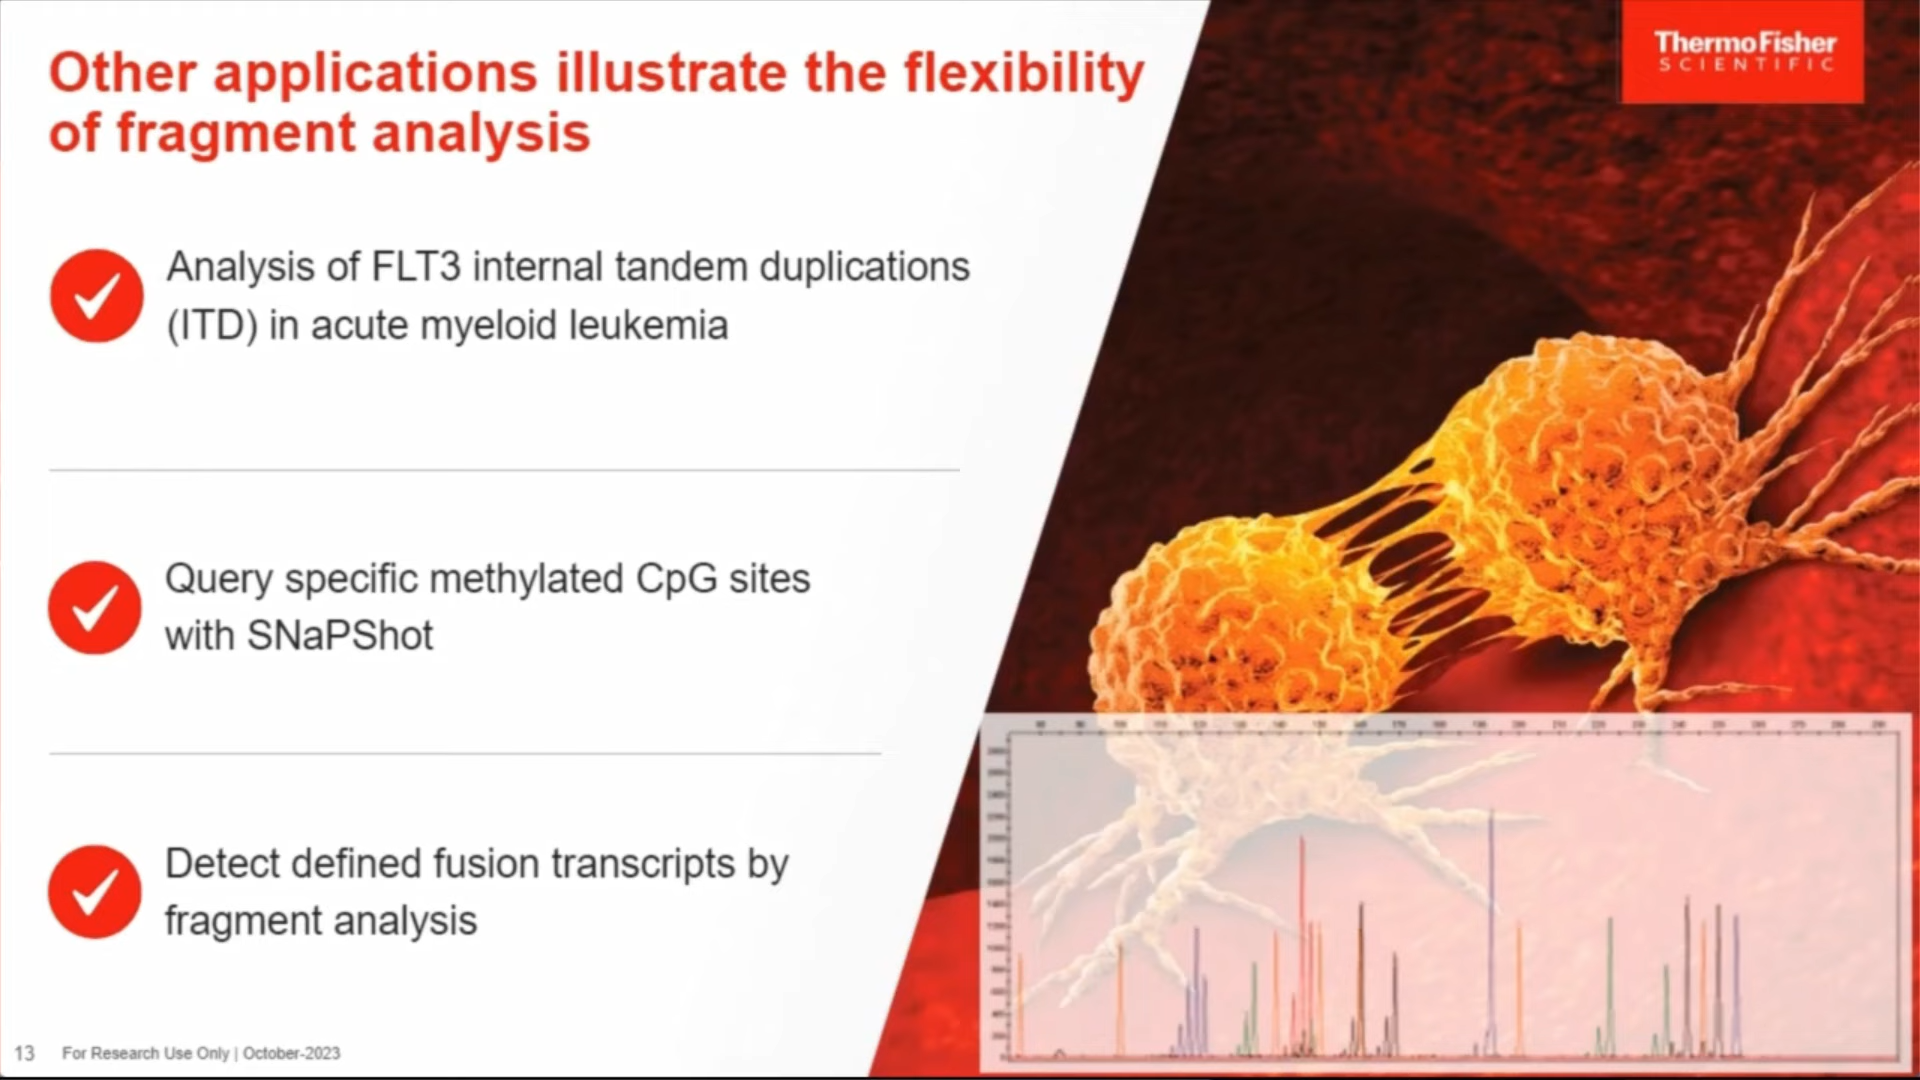 Other applications illustrate the flexibility
of fragment analysis
ThermoFisher
SCIENTIFIC
Analysis of FLT3 internal tandem duplications
(ITD) in acute myeloid leukemia
Query specific methylated CpG sites
with SNaPShot
Detect defined fusion transcripts by
fragment analysis
13 For Research Use Only | October-2023